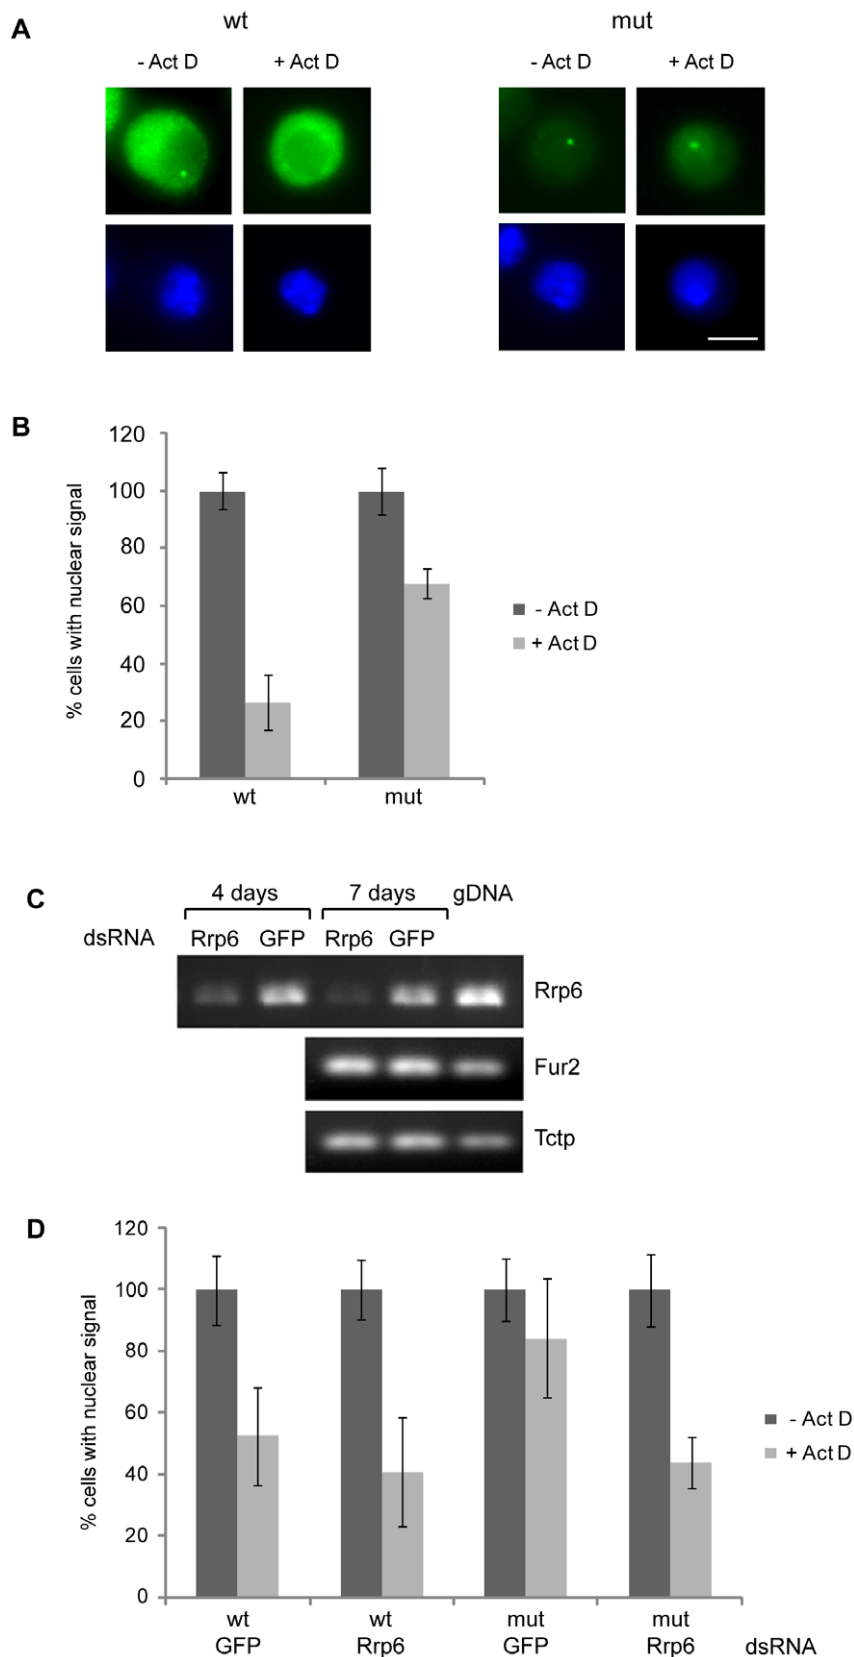 A
wt
mut
- Act D
+ Act D
- Act D
+ Act D
B
% cells with nuclear signal
120
100
80
60
40
20
0
wt
mut
- Act D
+ Act D
C
4 days
7 days
gDNA
dsRNA
Rrp6
GFP
Rrp6
GFP
Rrp6
Fur2
Tctp
D
% cells with nuclear signal
120
100
80
60
40
20
0
- Act D
+ Act D
wt
GFP
wt
Rrp6
mut
GFP
mut
Rrp6
dsRNA